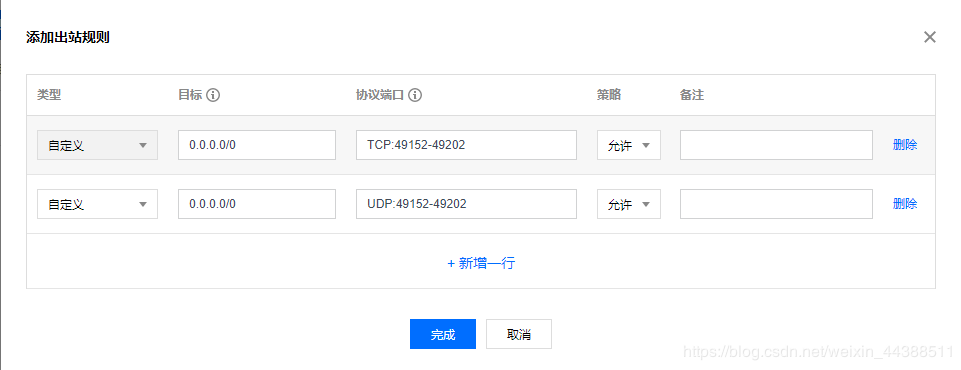 添加出站规则
类型 目标 协议端口 策略 备注
自定义 0.0.0.0/0 TCP:49152-49202 允许 删除
自定义 0.0.0.0/0 UDP:49152-49202 允许 删除
+ 新增一行
完成 取消
https://blog.csdn.net/weixin_44388511